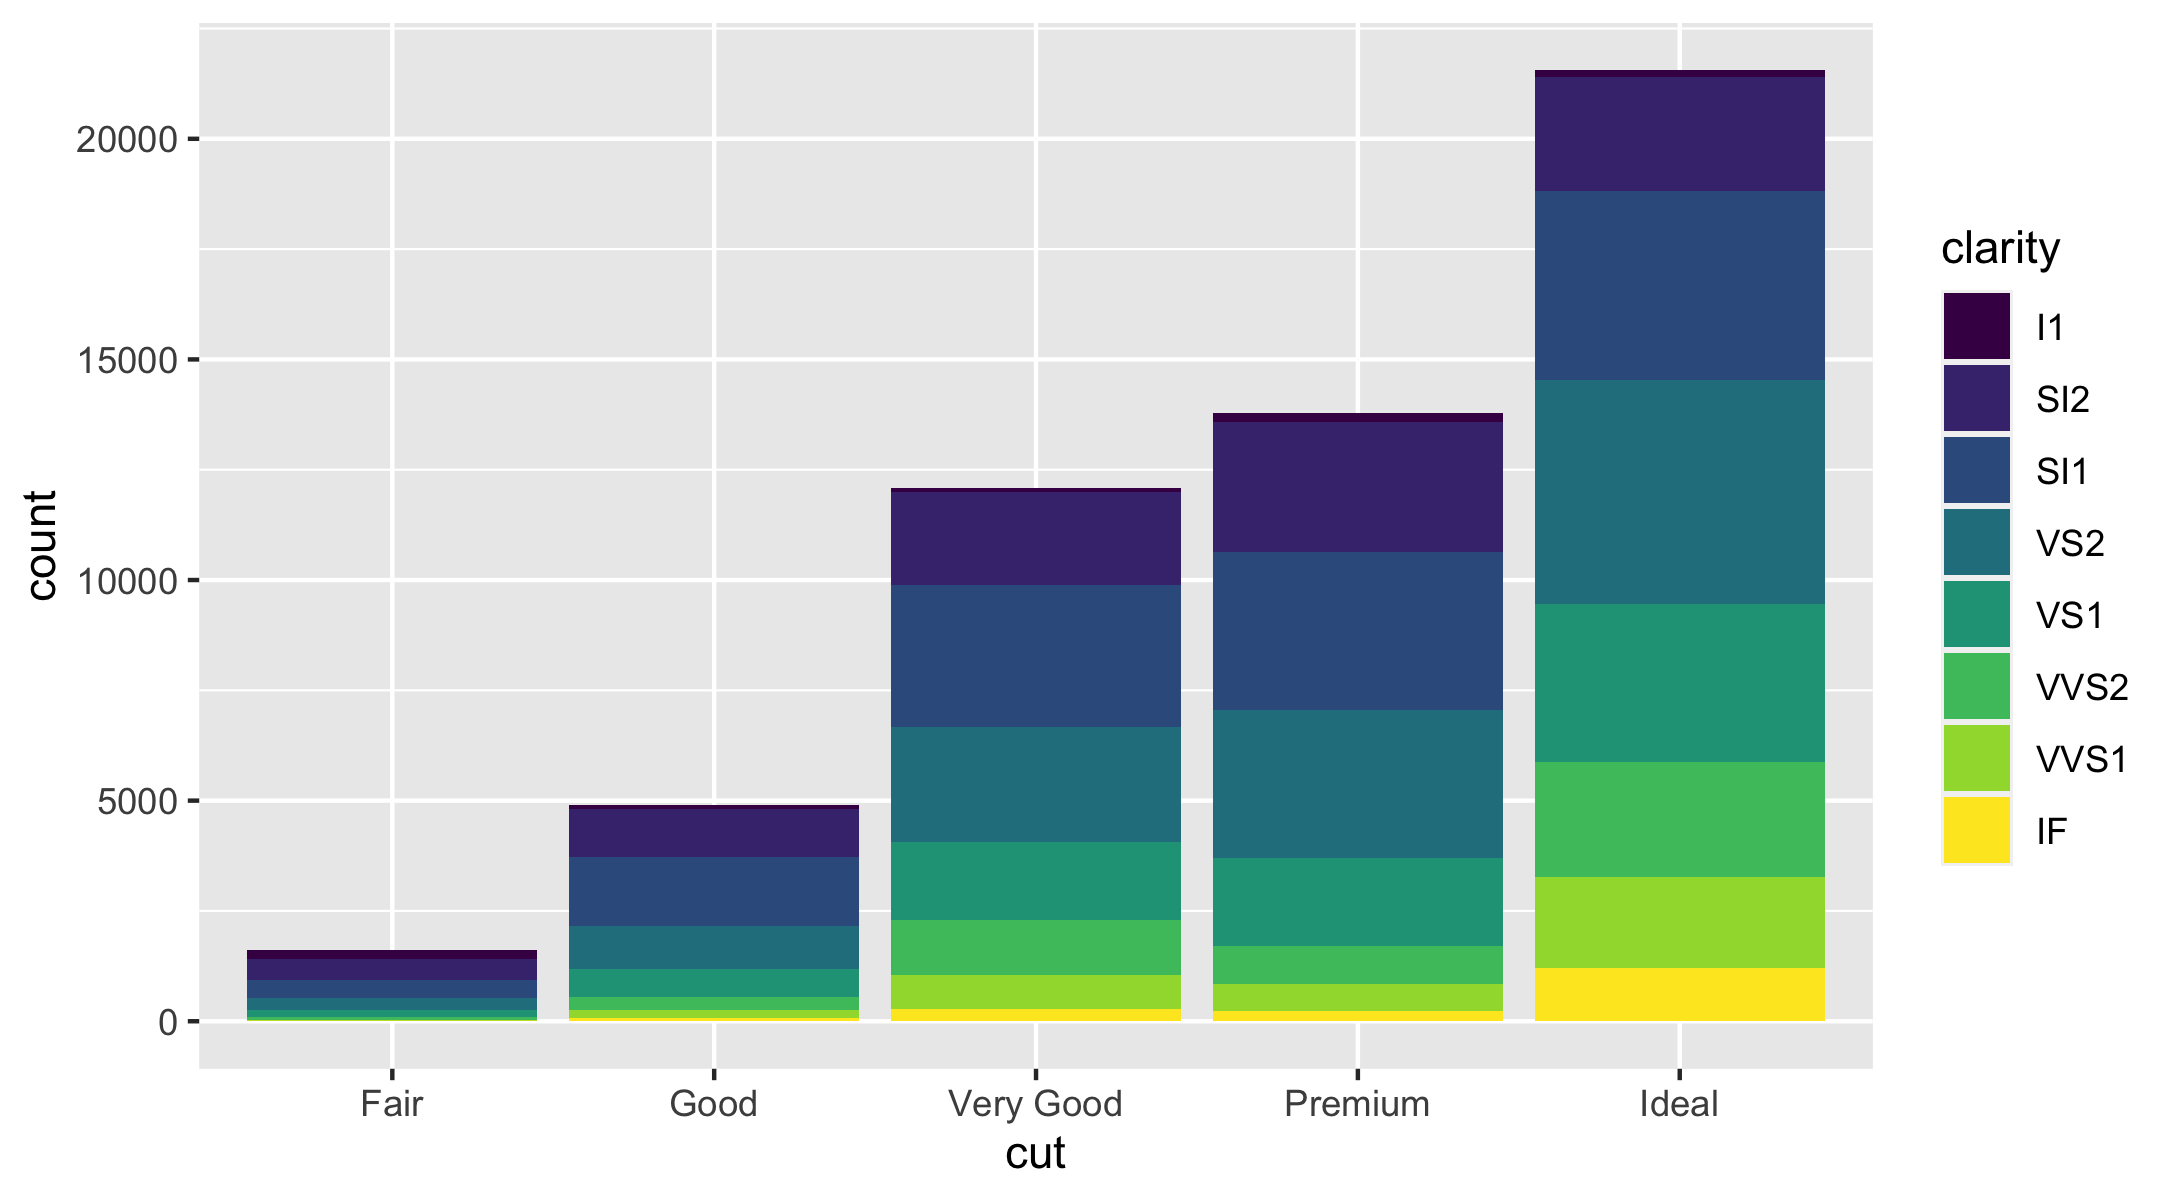 20000
15000
10000
5000
0
count
Fair
Good
Very Good
Premium
Ideal
cut
clarity
I1
SI2
SI1
VS2
VS1
VVS2
VVS1
IF